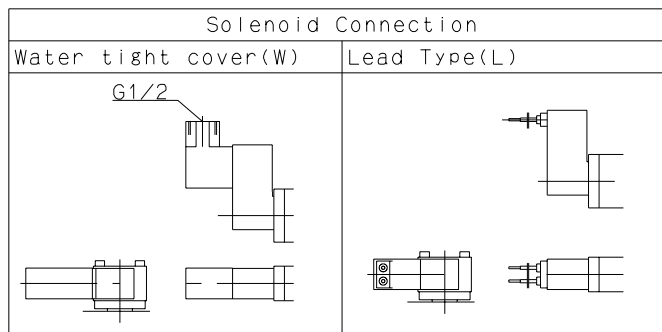 Solenoid Connection
Water tight cover(W)
Lead Type(L)
G1/2